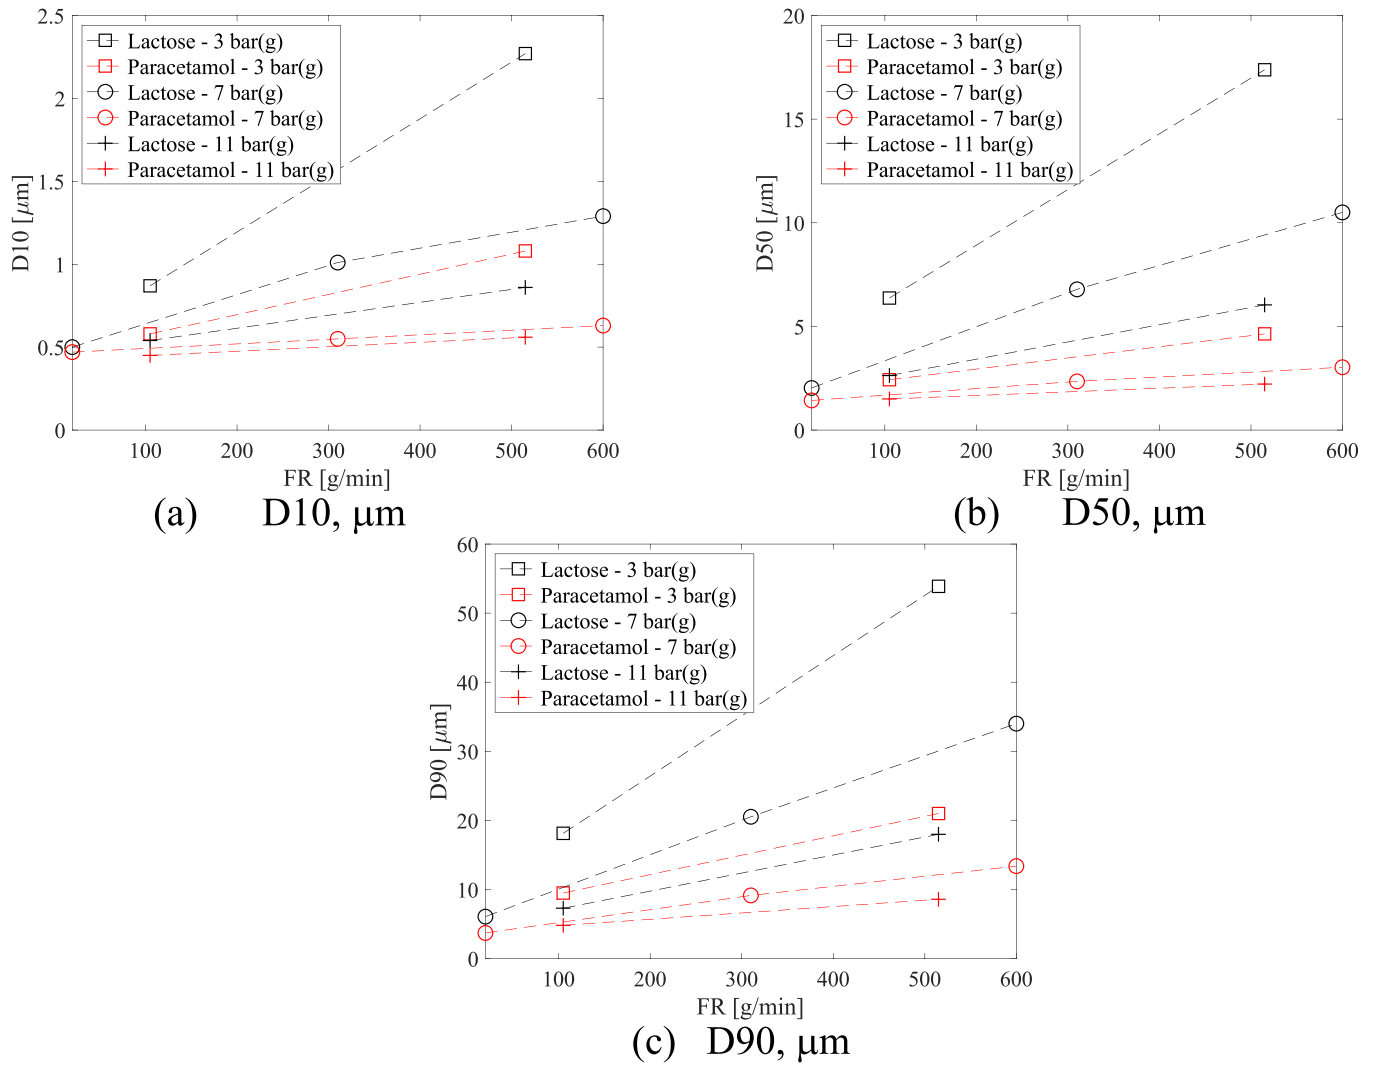 2.5
2
1.5
1
0.5
0
D10 [μm]
Lactose - 3 bar(g)
Paracetamol - 3 bar(g)
Lactose - 7 bar(g)
Paracetamol - 7 bar(g)
Lactose - 11 bar(g)
Paracetamol - 11 bar(g)
100 200 300 400 500 600
FR [g/min]
(a) D10, μm
20
15
10
5
0
D50 [μm]
Lactose - 3 bar(g)
Paracetamol - 3 bar(g)
Lactose - 7 bar(g)
Paracetamol - 7 bar(g)
Lactose - 11 bar(g)
Paracetamol - 11 bar(g)
100 200 300 400 500 600
FR [g/min]
(b) D50, μm
60
50
40
30
20
10
0
D90 [μm]
Lactose - 3 bar(g)
Paracetamol - 3 bar(g)
Lactose - 7 bar(g)
Paracetamol - 7 bar(g)
Lactose - 11 bar(g)
Paracetamol - 11 bar(g)
100 200 300 400 500 600
FR [g/min]
(c) D90, μm